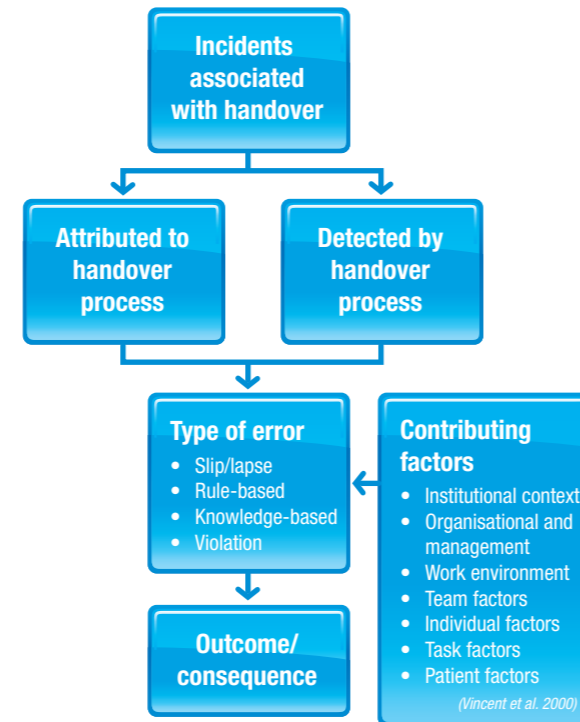 Incidents
associated
with handover
Attributed to
handover
process
Detected by
handover
process
Type of error
• Slip/lapse
• Rule-based
• Knowledge-based
• Violation
Contributing
factors
• Institutional context
• Organisational and
management
• Work environment
• Team factors
• Individual factors
• Task factors
• Patient factors
(Vincent et al. 2000)
Outcome/
consequence